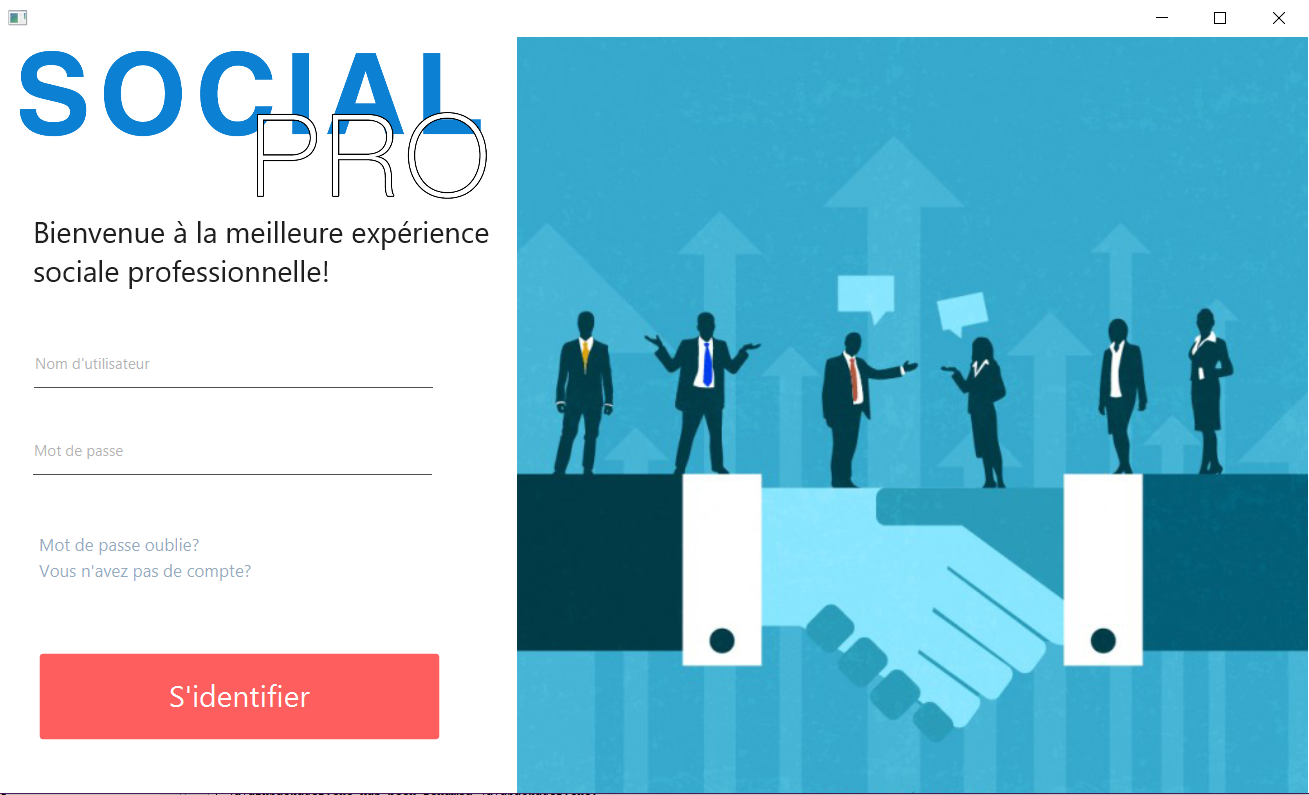 SOCIAL
PRO
Bienvenue à la meilleure expérience
sociale professionnelle!
Nom d'utilisateur
Mot de passe
Mot de passe oublie?
Vous n'avez pas de compte?
S'identifier